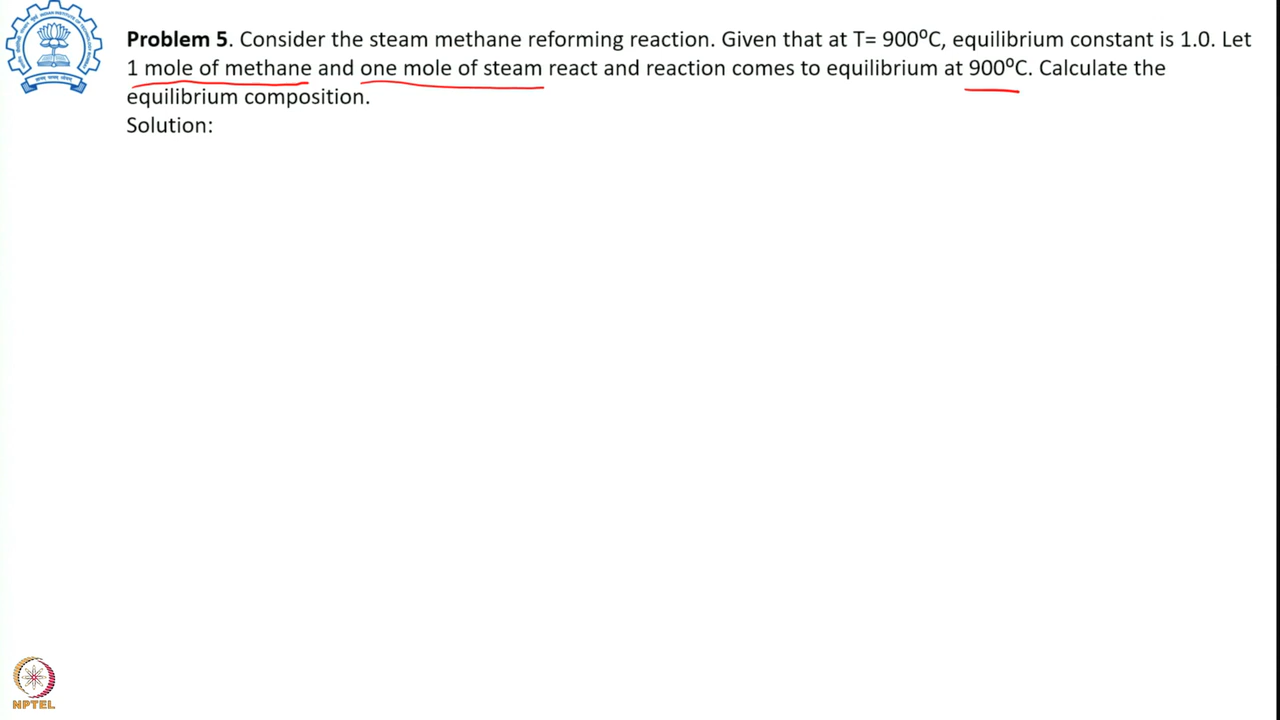 Problem 5. Consider the steam methane reforming reaction. Given that at T= 900⁰C, equilibrium constant is 1.0. Let
1 mole of methane and one mole of steam react and reaction comes to equilibrium at 900⁰C. Calculate the
equilibrium composition.
Solution:
NPTEL